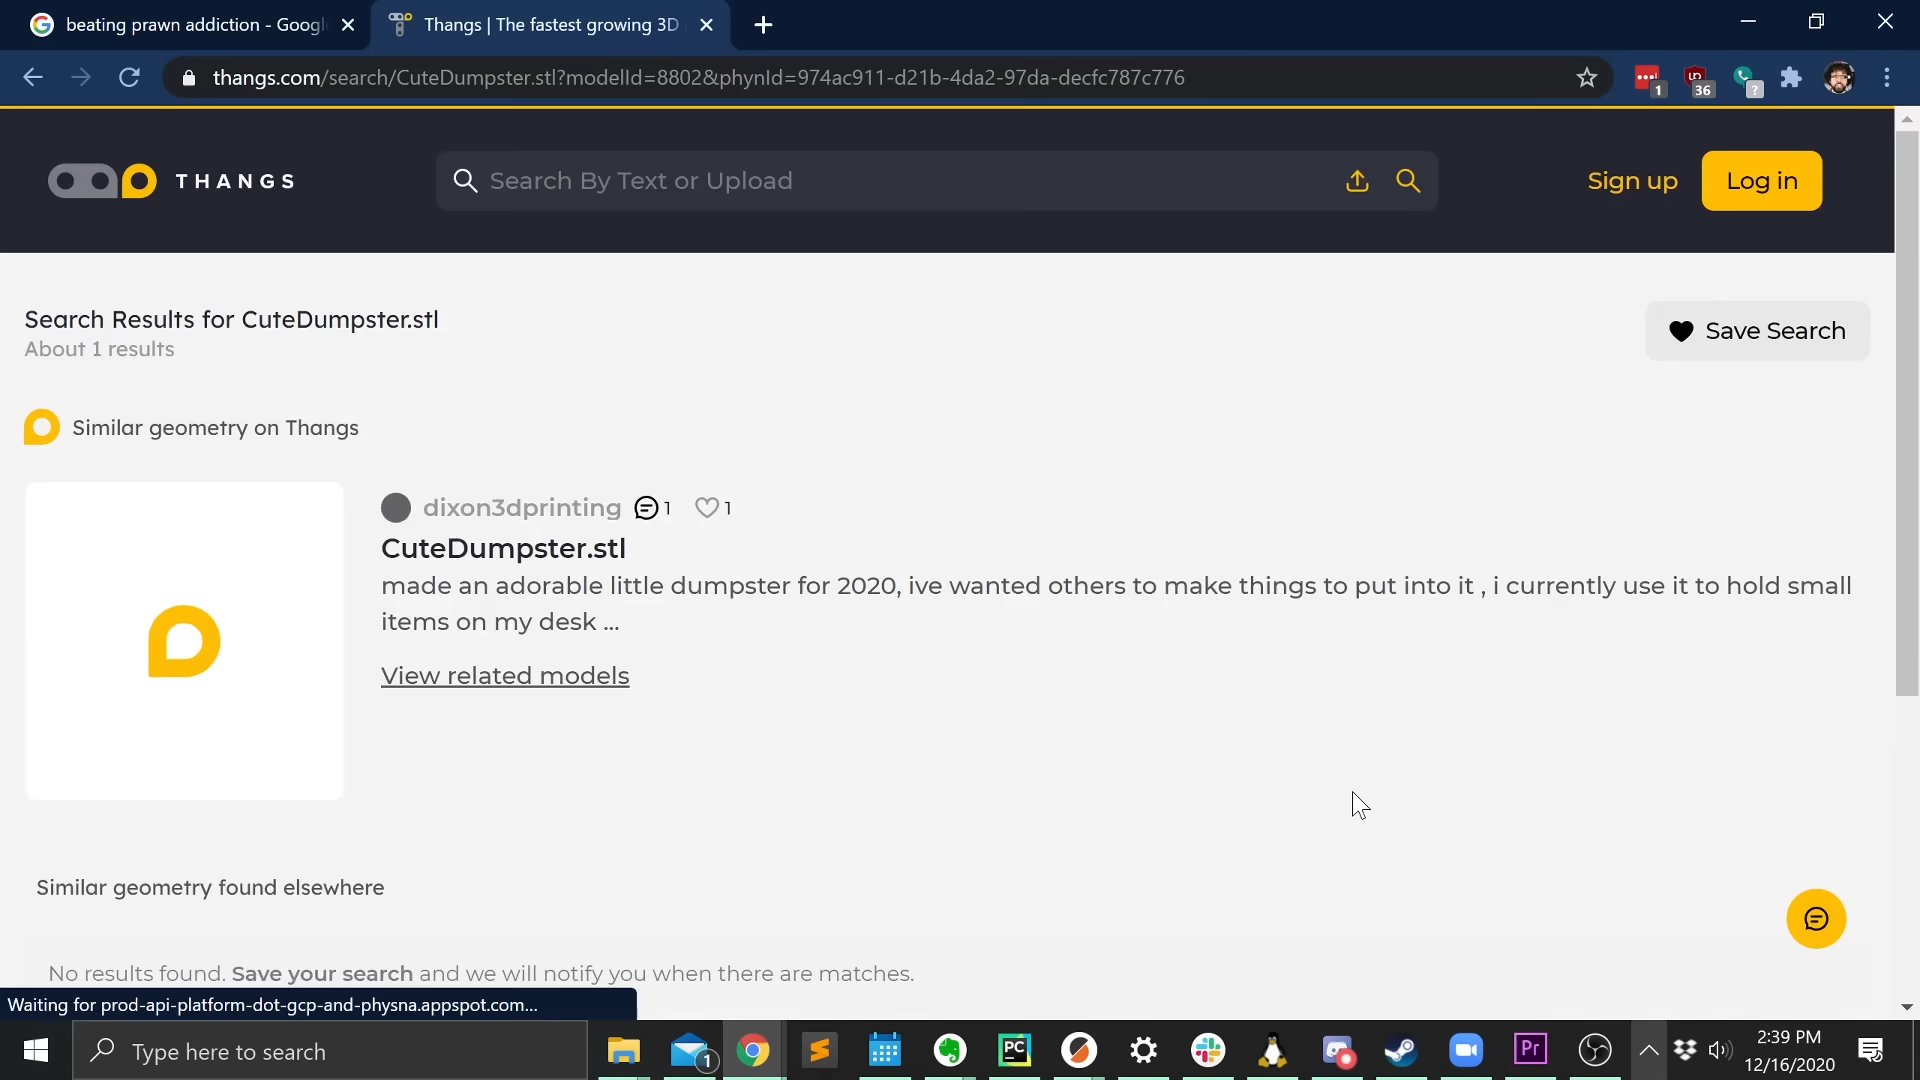 beating prawn addiction - Googl
Thangs | The fastest growing 3D
thangs.com/search/CuteDumpster.stl?modelId=8802&phynId=974ac911-d21b-4da2-97da-decfc787c776
1
36
?
THANGS
Search By Text or Upload
Sign up
Log in
Search Results for CuteDumpster.stl
About 1 results
Save Search
Similar geometry on Thangs
dixon3dprinting 1 1
CuteDumpster.stl
made an adorable little dumpster for 2020, ive wanted others to make things to put into it , i currently use it to hold small
items on my desk ...
View related models
Similar geometry found elsewhere
No results found. Save your search and we will notify you when there are matches.
Waiting for prod-api-platform-dot-gcp-and-physna.appspot.com...
Type here to search
1
PC
Pr
2:39 PM
12/16/2020